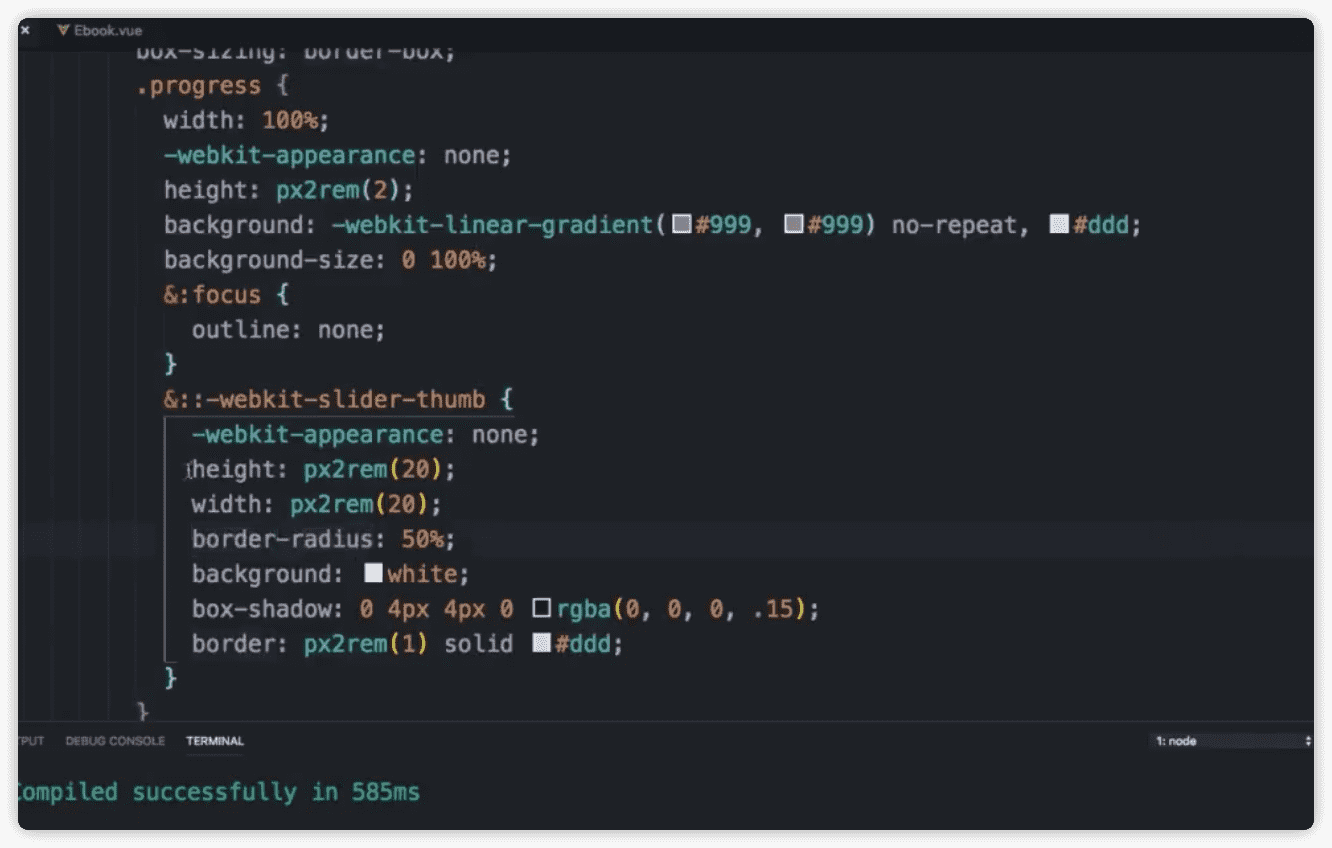 Ebook.vue
box-sizing: border-box;
.progress {
width: 100%;
-webkit-appearance: none;
height: px2rem(2);
background: -webkit-linear-gradient(#999, #999) no-repeat, #ddd;
background-size: 0 100%;
&:focus {
outline: none;
}
&::-webkit-slider-thumb {
-webkit-appearance: none;
height: px2rem(20);
width: px2rem(20);
border-radius: 50%;
background: white;
box-shadow: 0 4px 4px 0 rgba(0, 0, 0, .15);
border: px2rem(1) solid #ddd;
}
}
TPUT DEBUG CONSOLE TERMINAL 1: node
Compiled successfully in 585ms